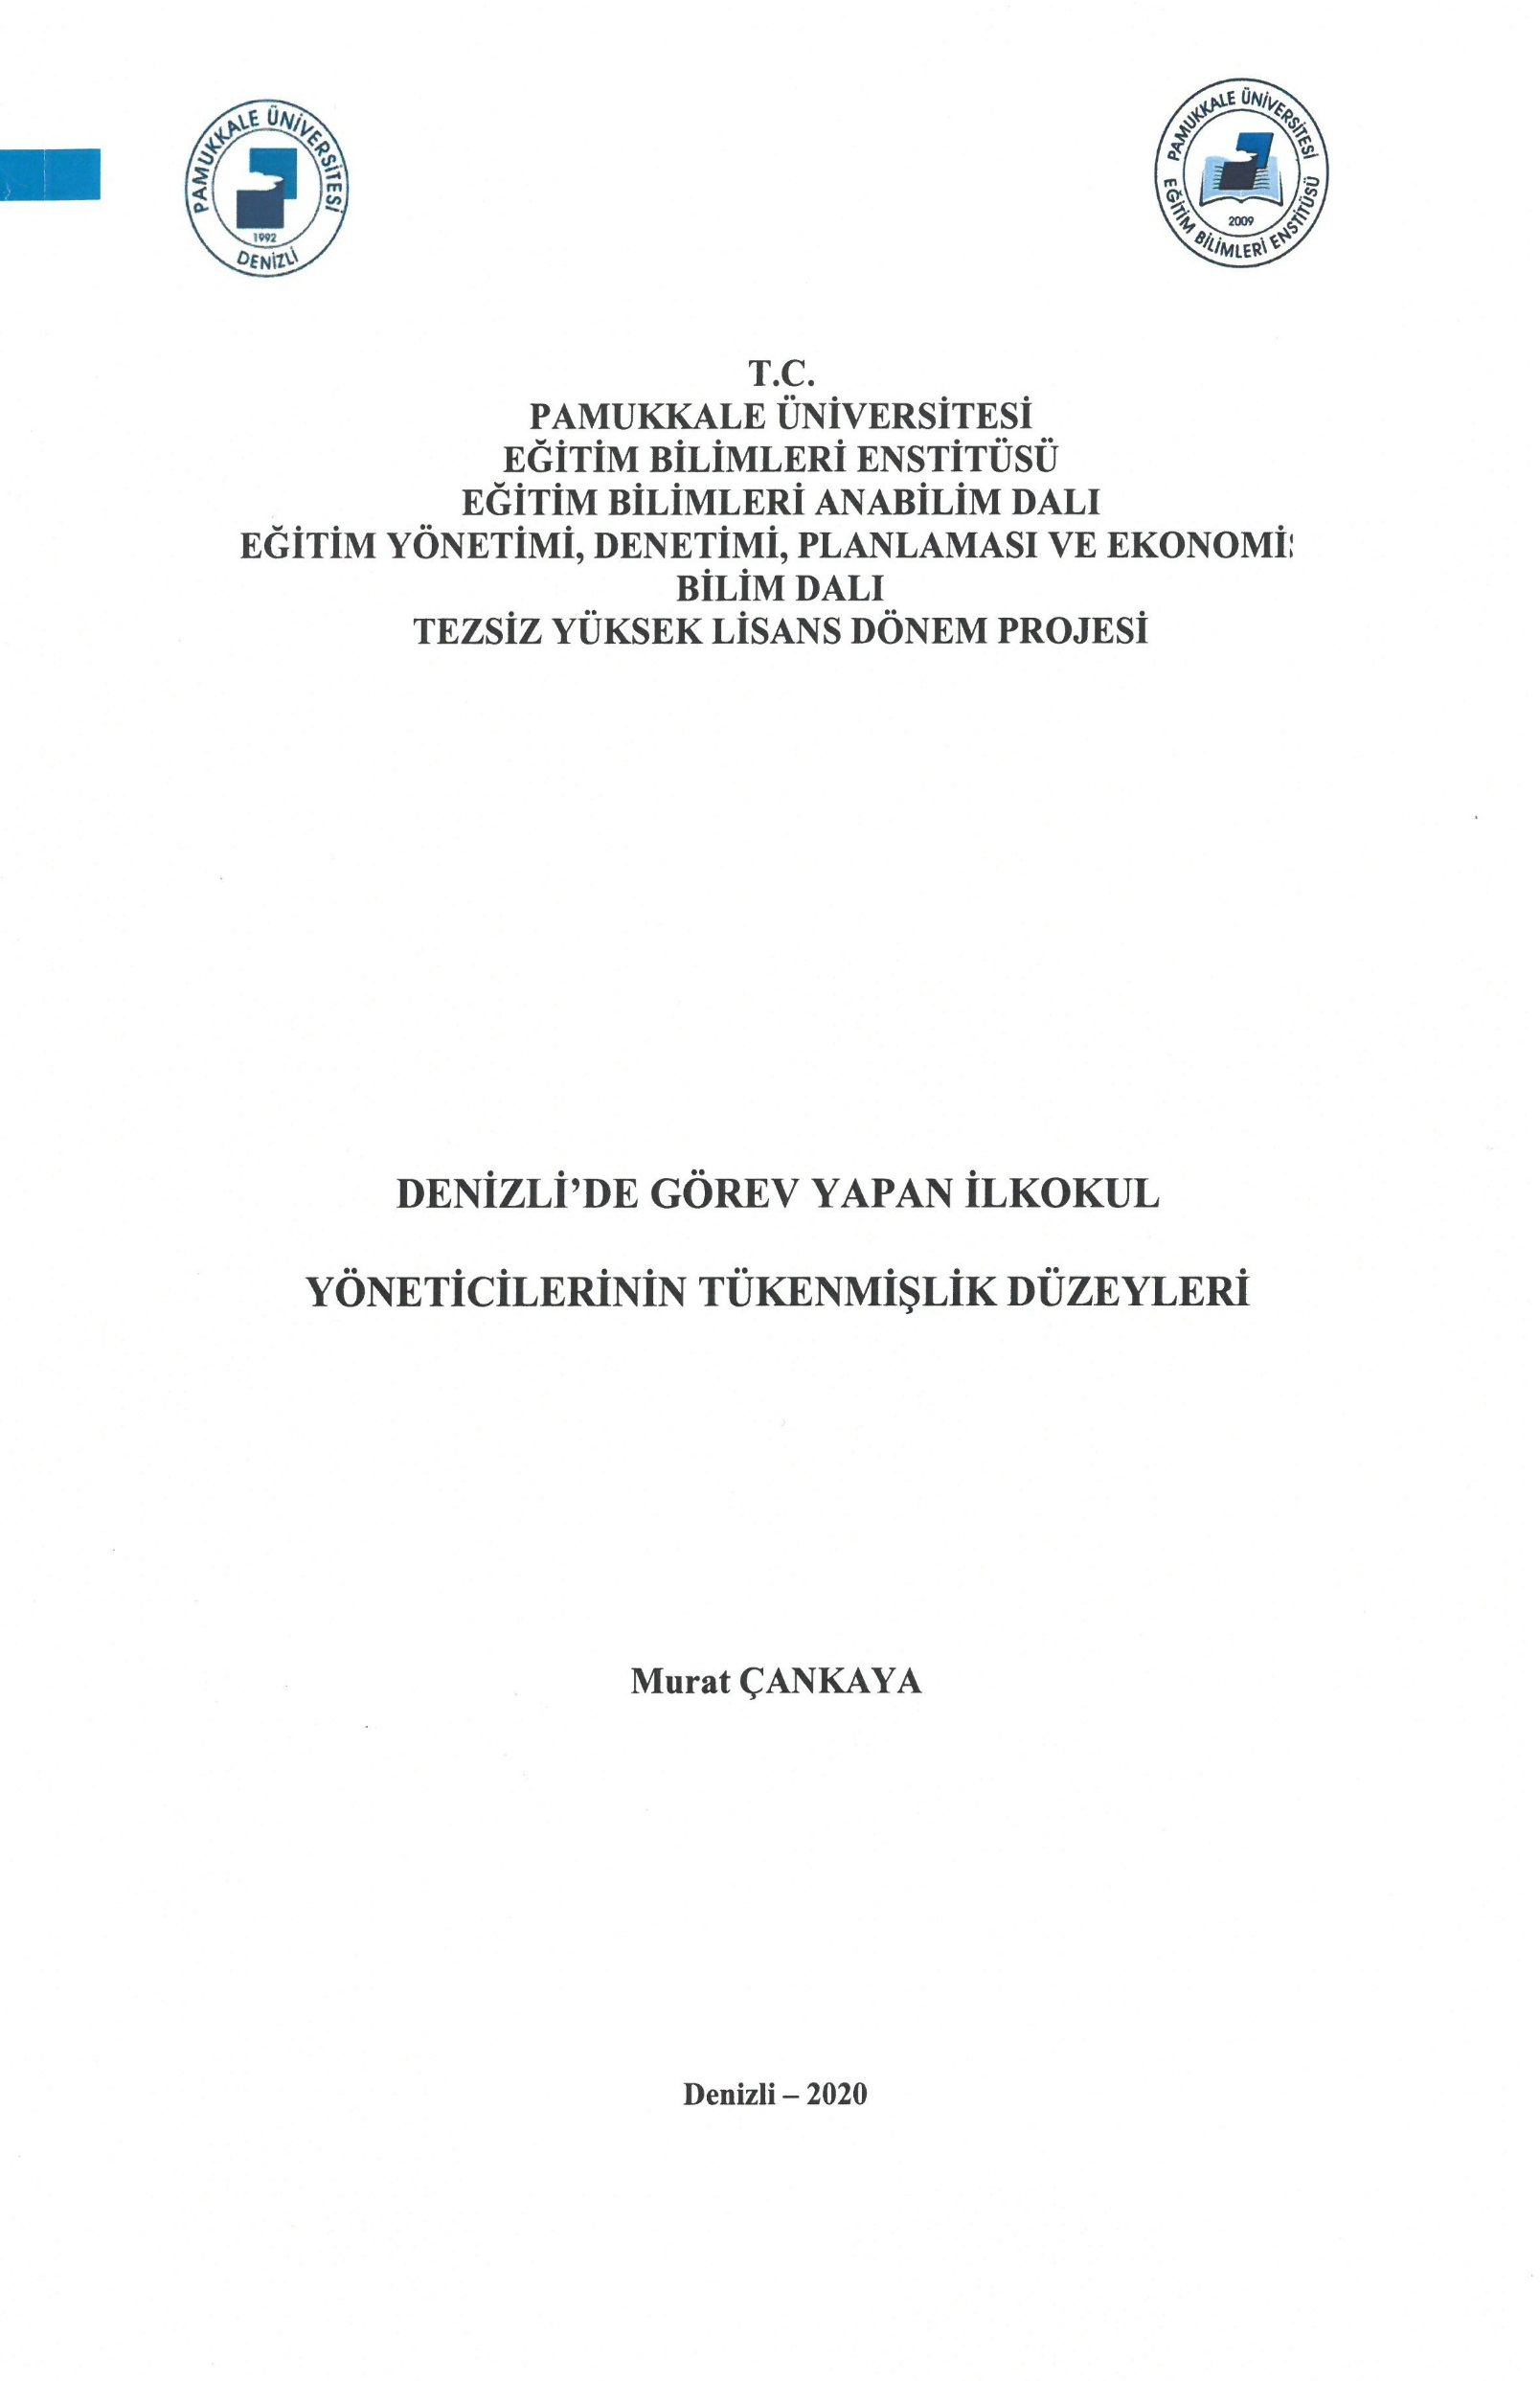 PAMUKKALE ÜNİVERSİTESİ
1992
DENİZLİ
PAMUKKALE ÜNİVERSİTESİ
2009
EĞİTİM BİLİMLERİ ENSTİTÜSÜ
T.C.
PAMUKKALE ÜNİVERSİTESİ
EĞİTİM BİLİMLERİ ENSTİTÜSÜ
EĞİTİM BİLİMLERİ ANABİLİM DALI
EĞİTİM YÖNETİMİ, DENETİMİ, PLANLAMASI VE EKONOMİ
BİLİM DALI
TEZSİZ YÜKSEK LİSANS DÖNEM PROJESİ
DENİZLİ’DE GÖREV YAPAN İLKOKUL
YÖNETİCİLERİNİN TÜKENMİŞLİK DÜZEYLERİ
Murat ÇANKAYA
Denizli – 2020